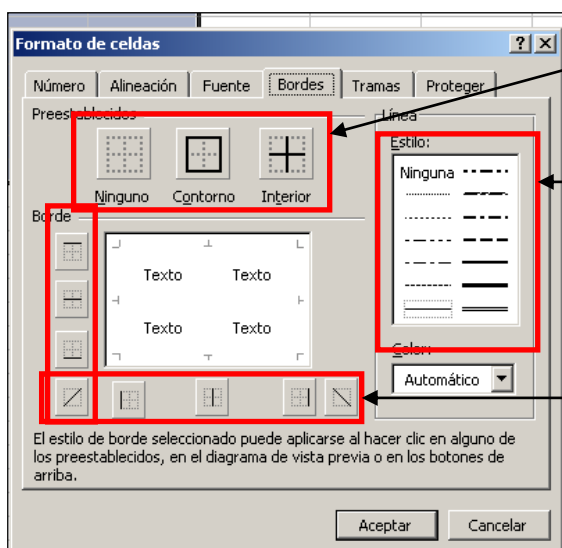 Formato de celdas
Número Alineación Fuente Bordes Tramas Proteger
Preestablecidos
Línea
Estilo:
Ninguna
Ninguno Contorno Interior
Borde
Texto Texto
Texto Texto
Color:
Automático
El estilo de borde seleccionado puede aplicarse al hacer clic en alguno de
los preestablecidos, en el diagrama de vista previa o en los botones de
arriba.
Aceptar Cancelar